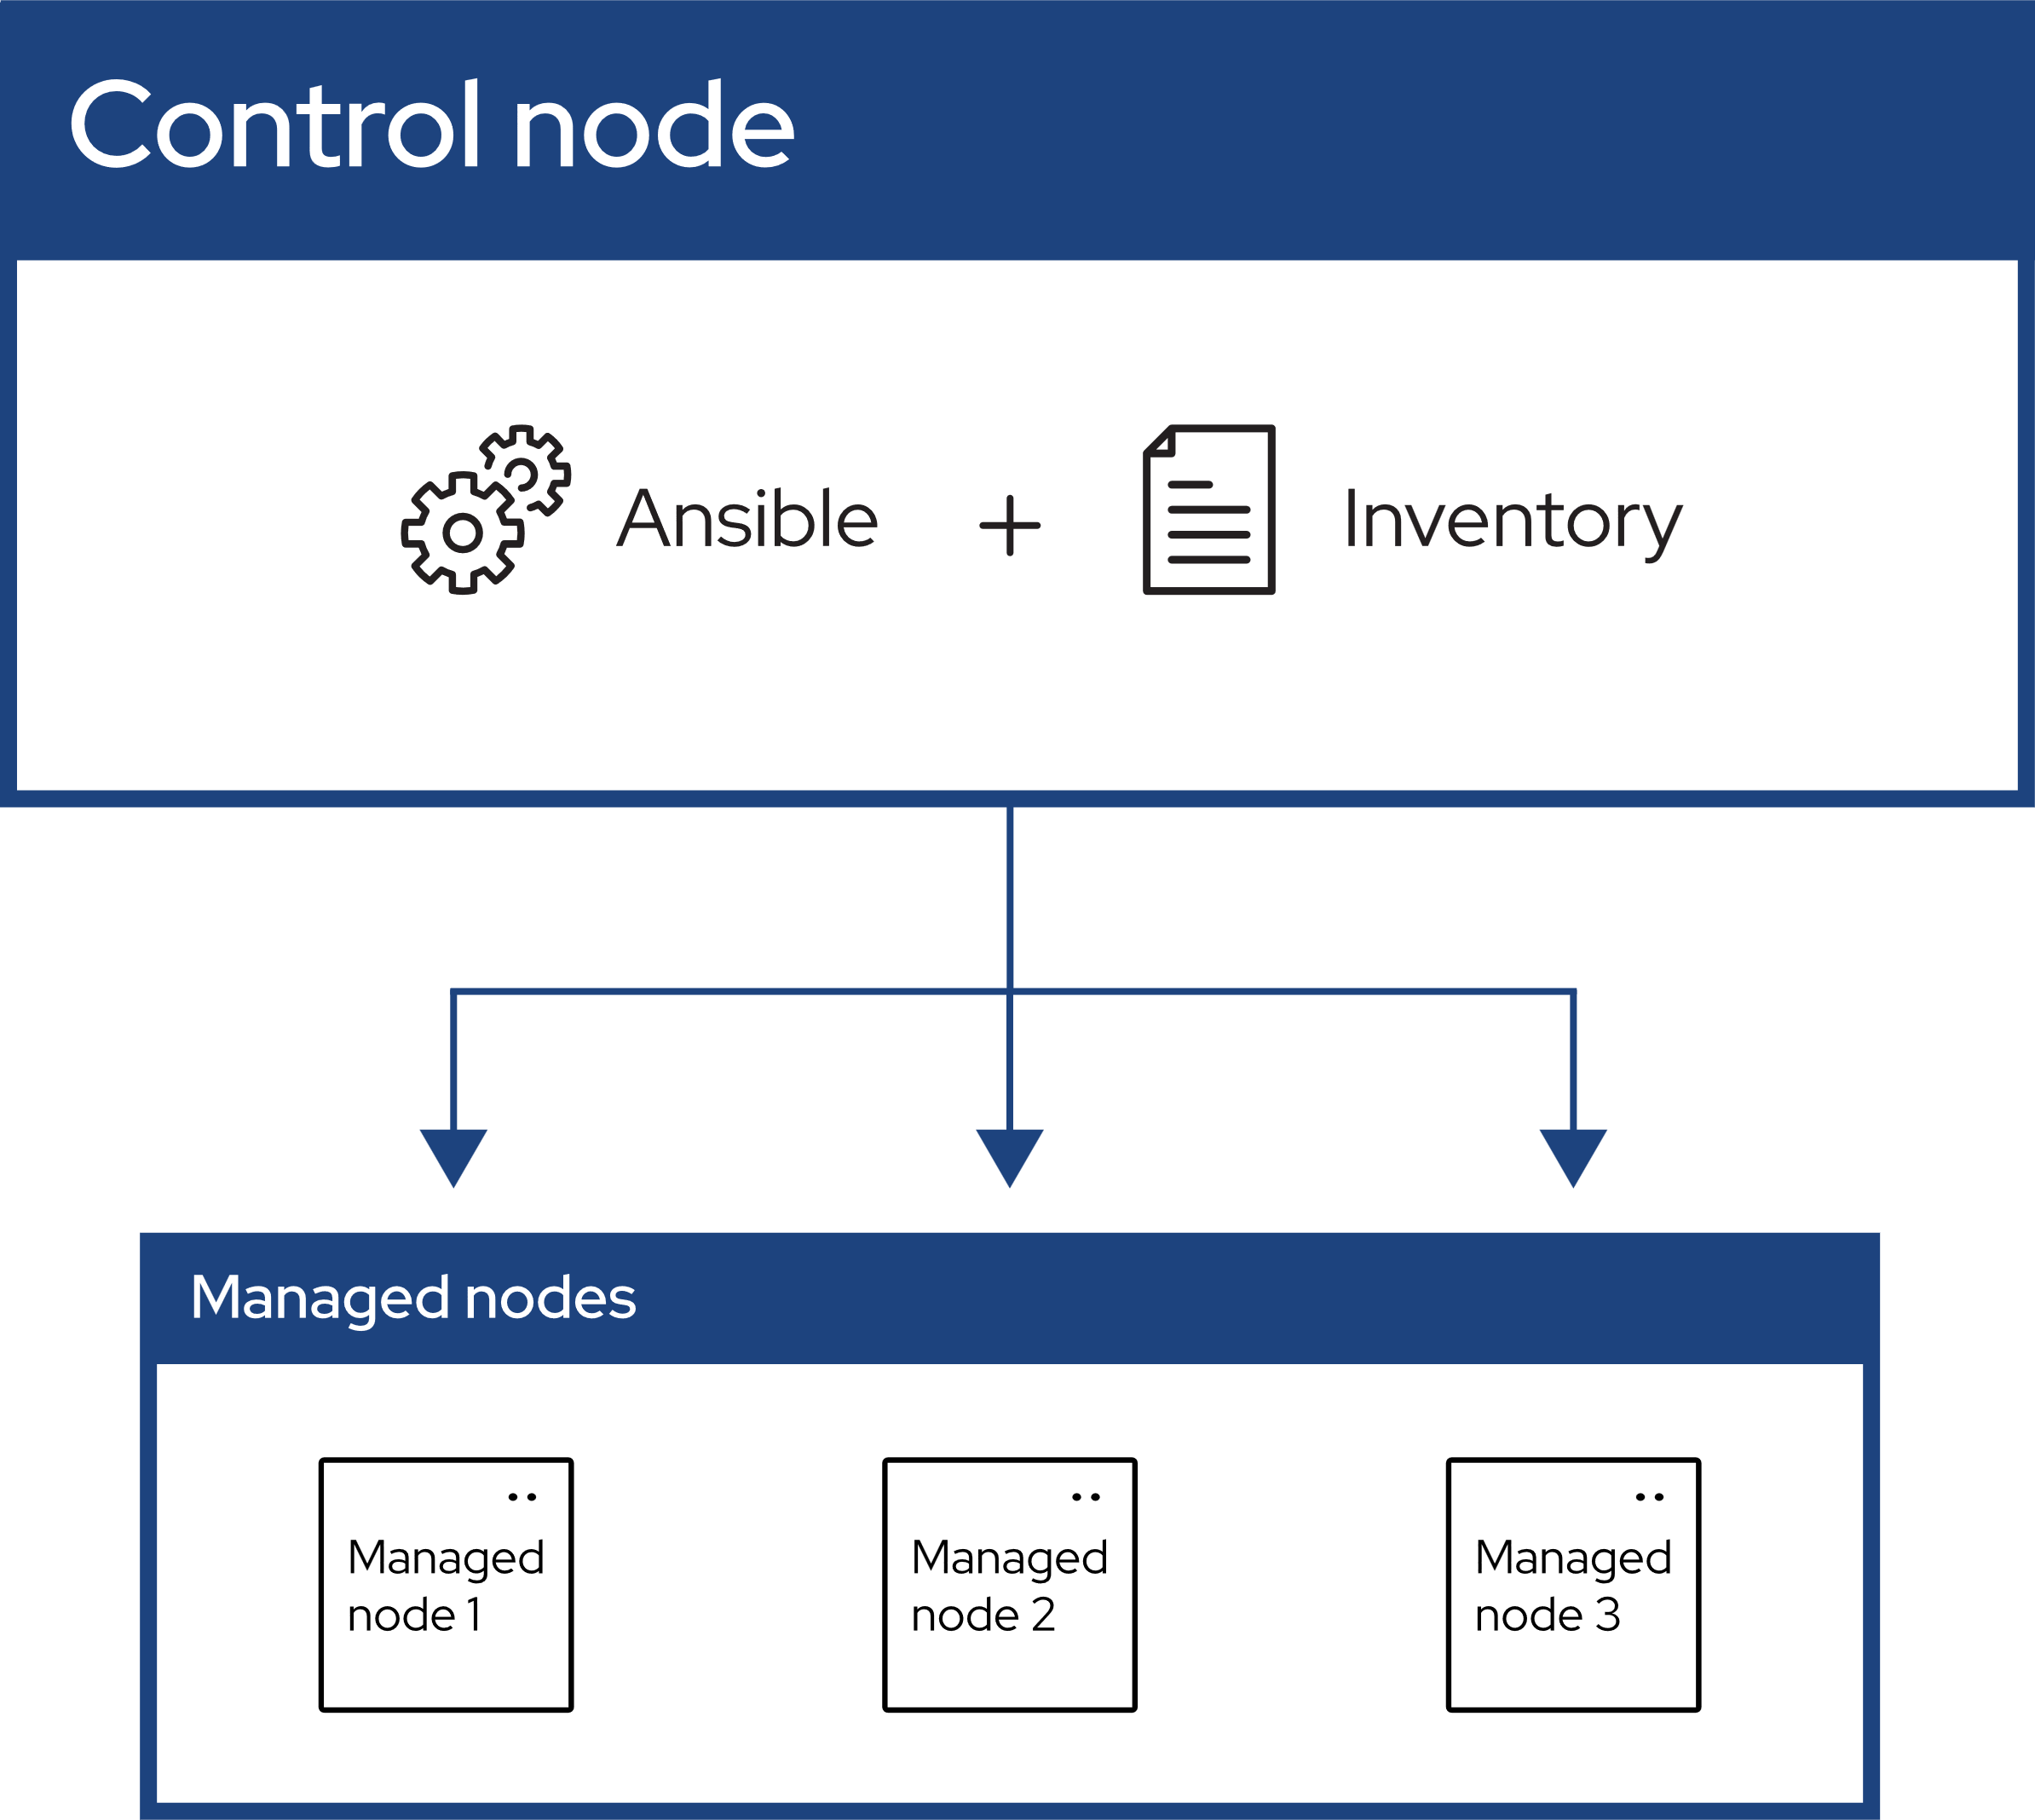 Control node
Ansible + Inventory
Managed nodes
Managed
node 1
Managed
node 2
Managed
node 3